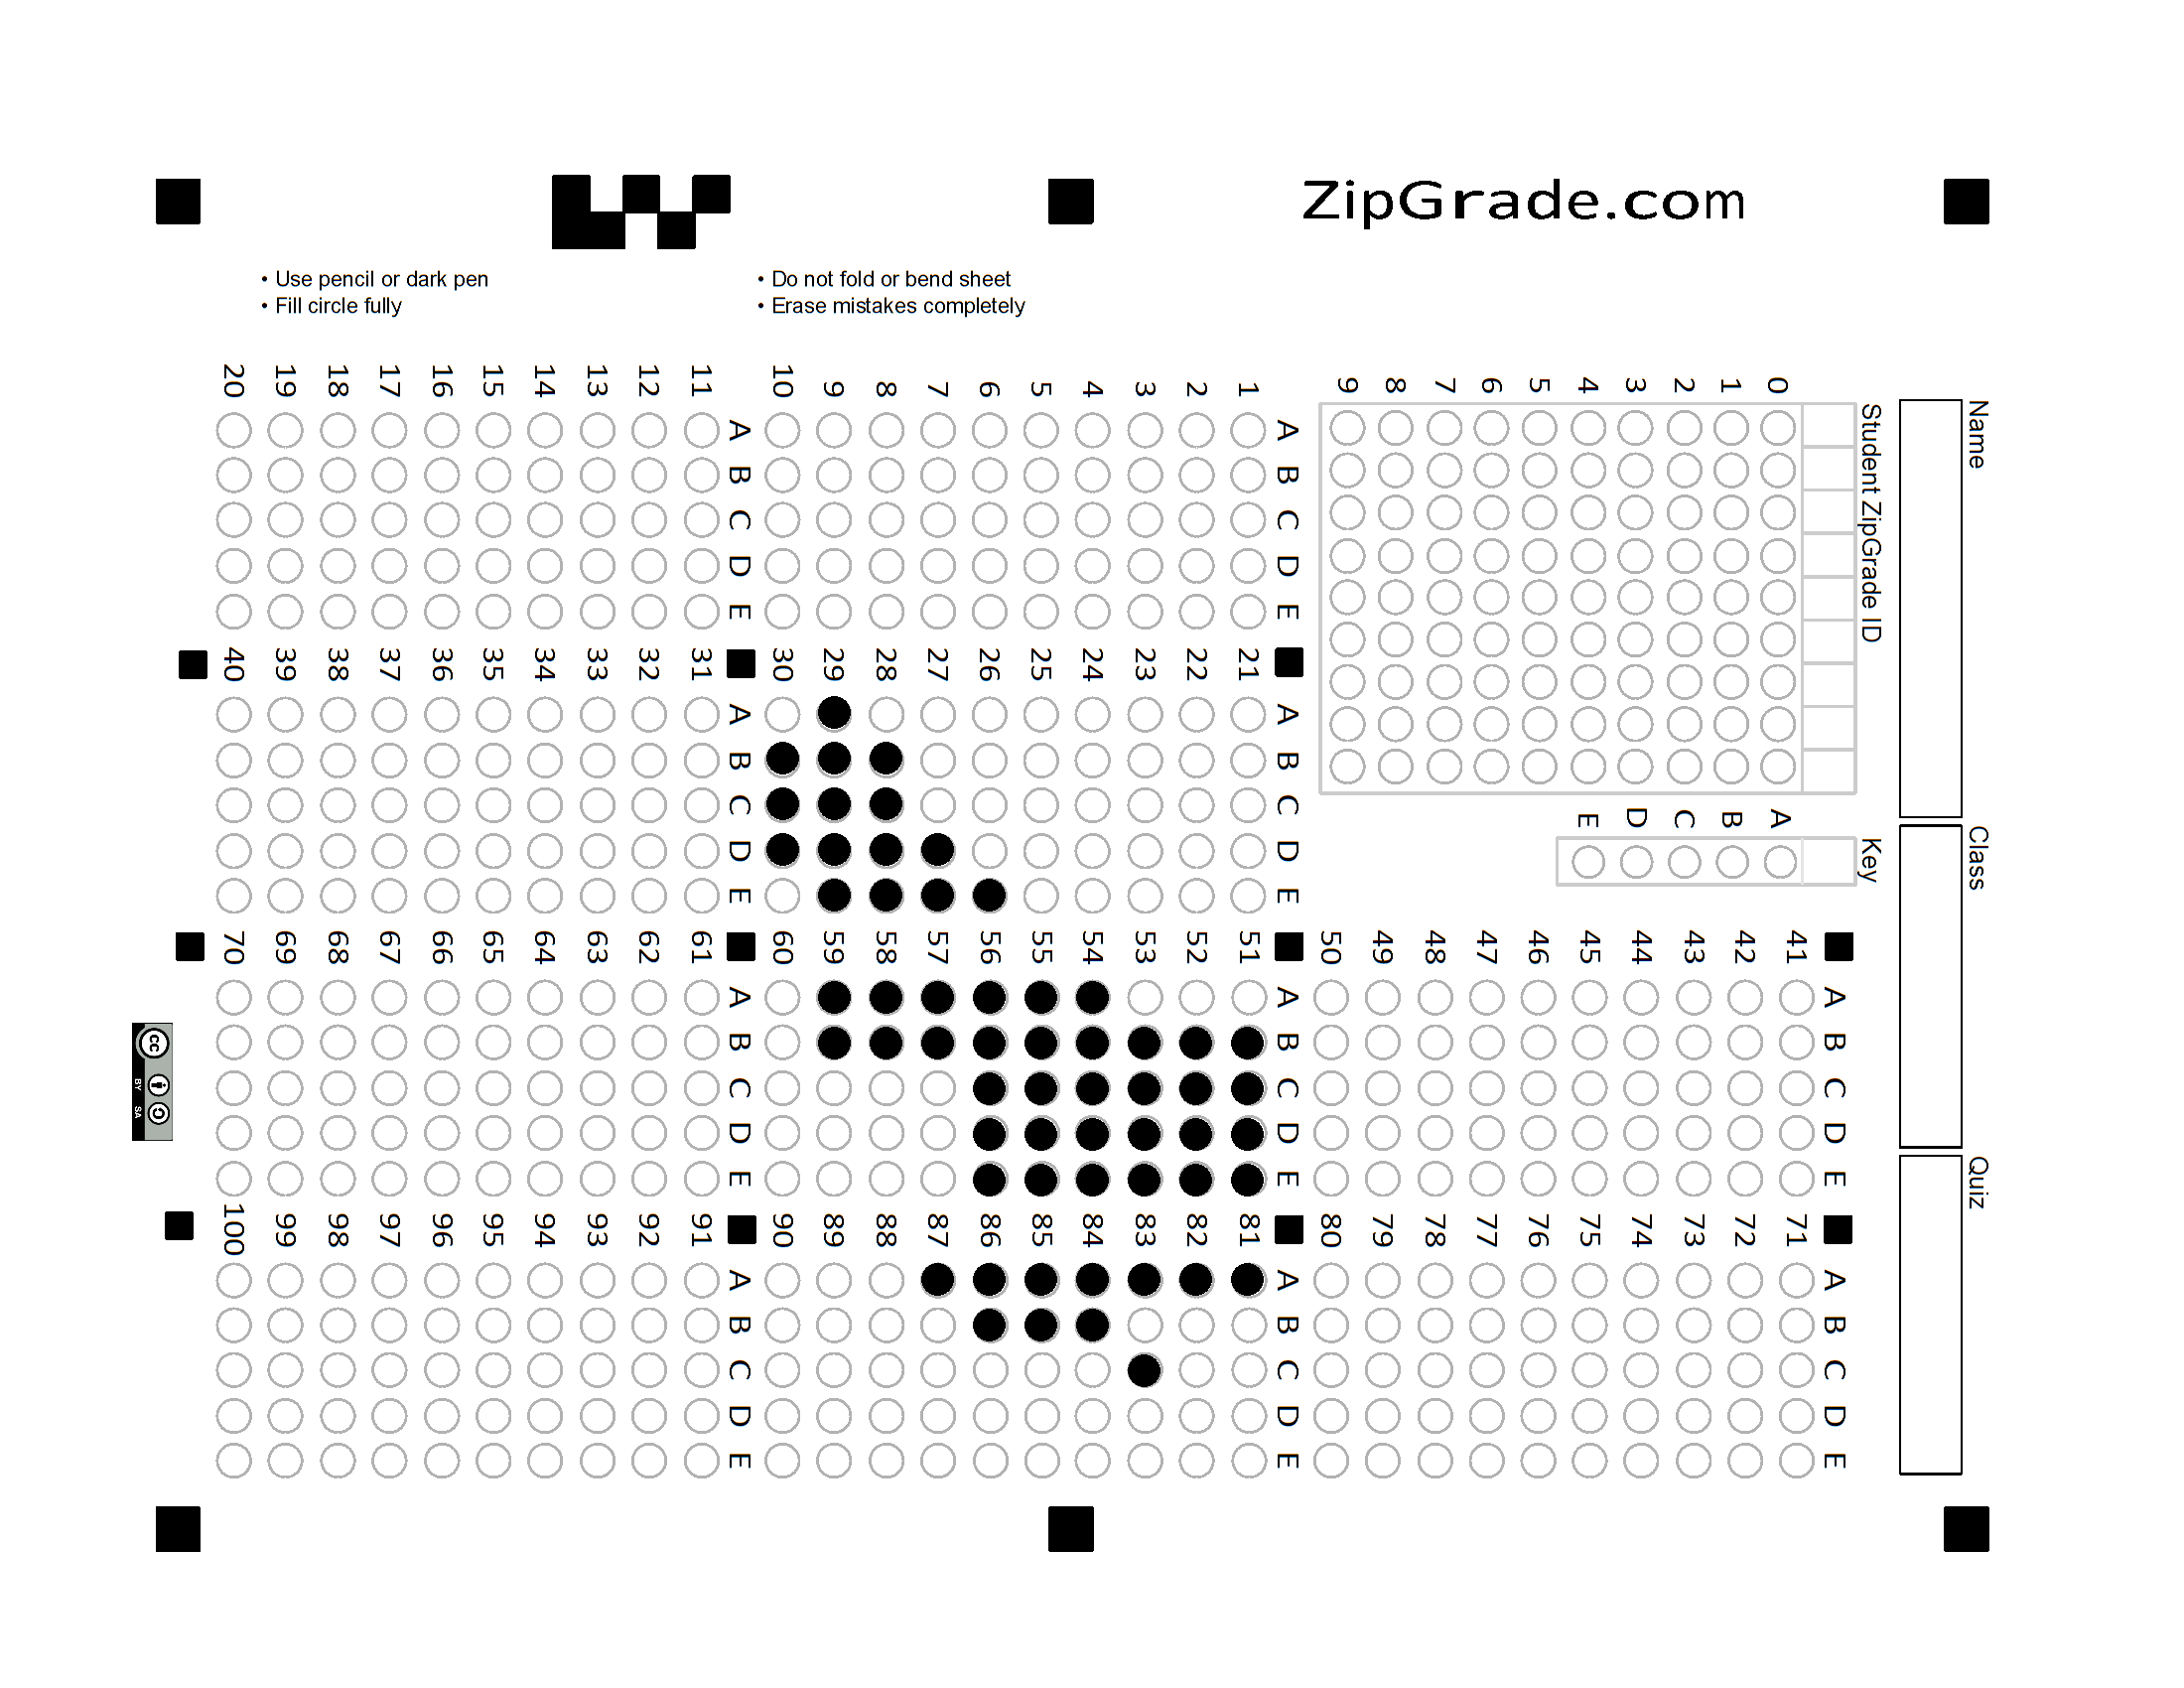 ZipGrade.com
• Use pencil or dark pen
• Fill circle fully
• Do not fold or bend sheet
• Erase mistakes completely
Name
Class
Quiz
Student ZipGrade ID
0 1 2 3 4 5 6 7 8 9
Key
A B C D E
A B C D E
1 2 3 4 5 6 7 8 9 10
A B C D E
11 12 13 14 15 16 17 18 19 20
A B C D E
21 22 23 24 25 26 27 28 29 30
A B C D E
31 32 33 34 35 36 37 38 39 40
A B C D E
41 42 43 44 45 46 47 48 49 50
A B C D E
51 52 53 54 55 56 57 58 59 60
A B C D E
61 62 63 64 65 66 67 68 69 70
A B C D E
71 72 73 74 75 76 77 78 79 80
A B C D E
81 82 83 84 85 86 87 88 89 90
A B C D E
91 92 93 94 95 96 97 98 99 100
cc BY SA